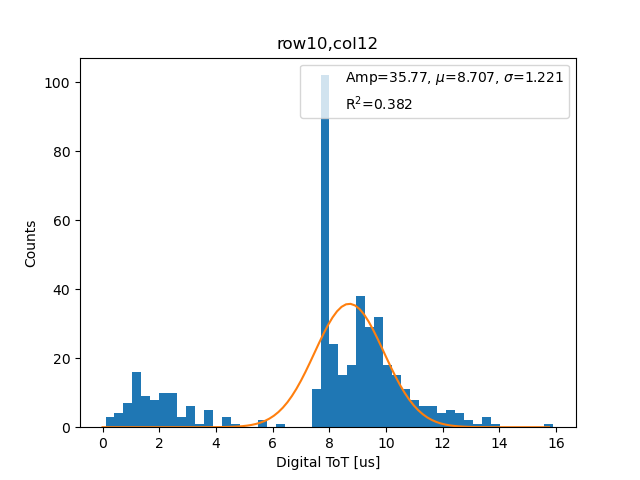 row10,col12
Amp=35.77, μ=8.707, σ=1.221
R²=0.382
100
80
60
40
20
0
Counts
0 2 4 6 8 10 12 14 16
Digital ToT [us]